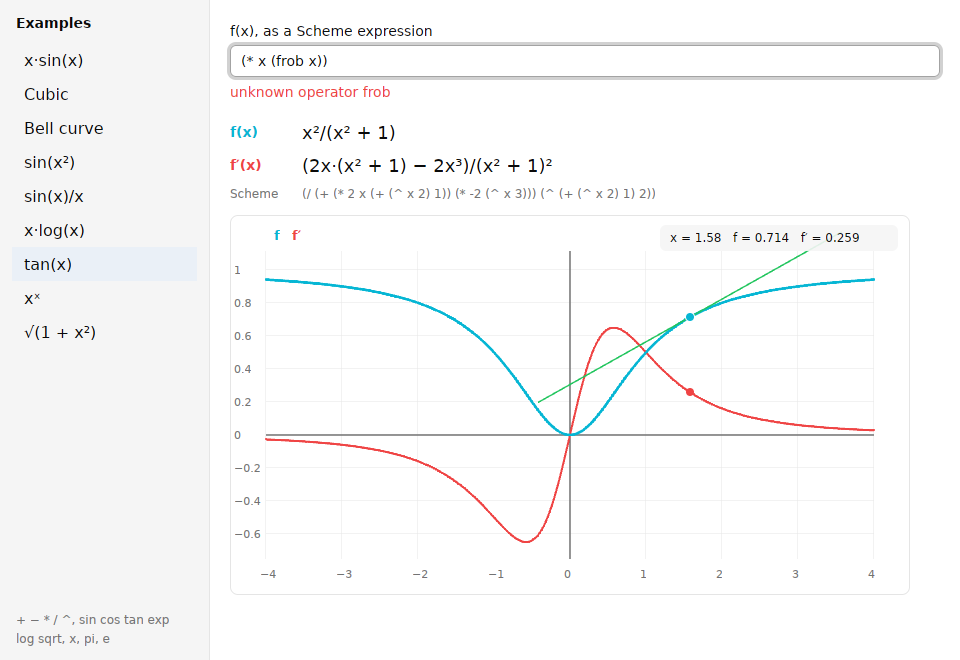 Examples
x·sin(x)
Cubic
Bell curve
sin(x²)
sin(x)/x
x·log(x)
tan(x)
xˣ
√(1 + x²)
+ − * / ^, sin cos tan exp
log sqrt, x, pi, e
f(x), as a Scheme expression
(* x (frob x))
unknown operator frob
f(x) x²/(x² + 1)
f′(x) (2x·(x² + 1) − 2x³)/(x² + 1)²
Scheme (/ (+ (* 2 x (+ (^ x 2) 1)) (* -2 (^ x 3))) (^ (+ (^ x 2) 1) 2))
f f′
x = 1.58 f = 0.714 f′ = 0.259
1
0.8
0.6
0.4
0.2
0
−0.2
−0.4
−0.6
−4 −3 −2 −1 0 1 2 3 4